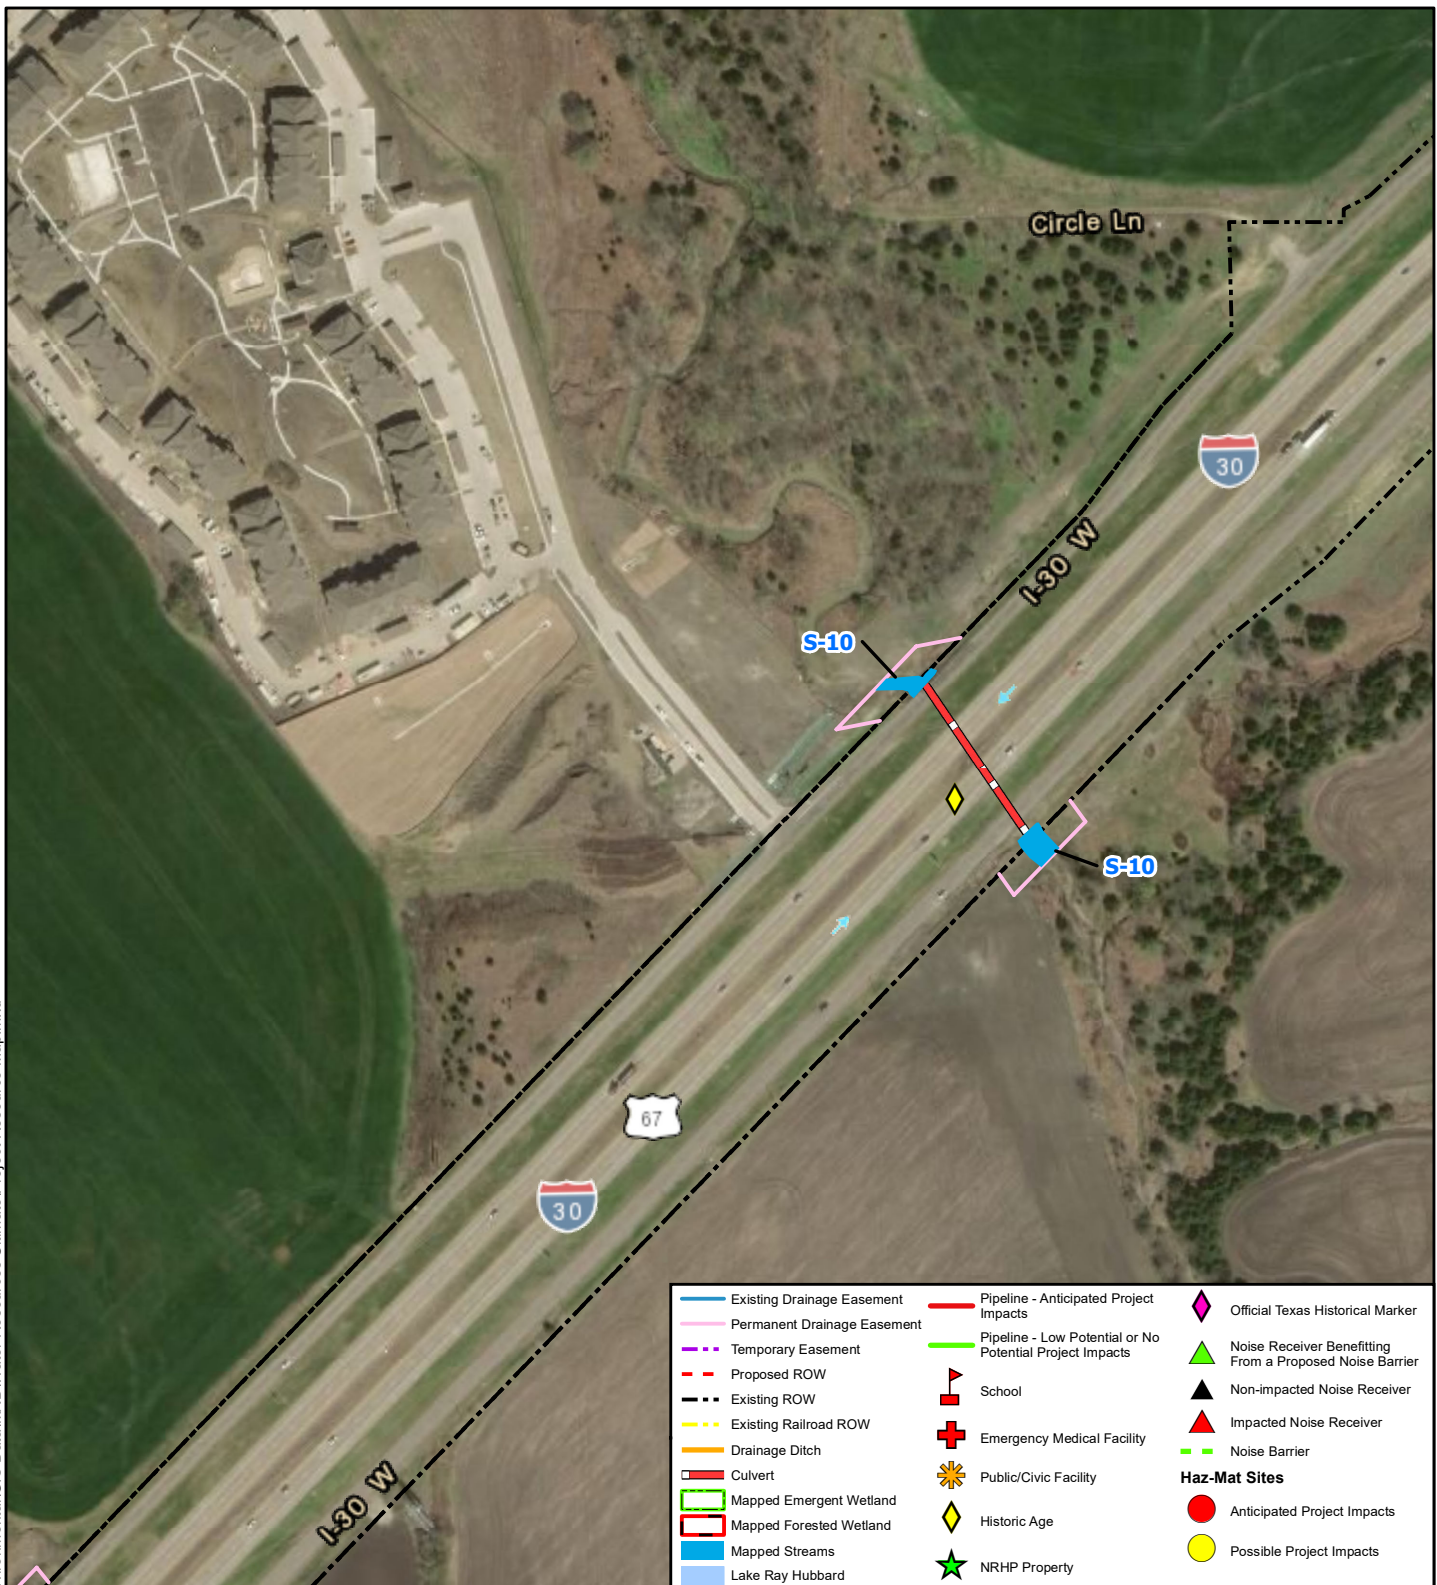 Circle Ln
30
I-30 W
S-10
S-10
67
30
I-30 W
Existing Drainage Easement
Permanent Drainage Easement
Temporary Easement
Proposed ROW
Existing ROW
Existing Railroad ROW
Drainage Ditch
Culvert
Mapped Emergent Wetland
Mapped Forested Wetland
Mapped Streams
Lake Ray Hubbard
Pipeline - Anticipated Project
Impacts
Pipeline - Low Potential or No
Potential Project Impacts
School
Emergency Medical Facility
Public/Civic Facility
Historic Age
NRHP Property
Official Texas Historical Marker
Noise Receiver Benefitting
From a Proposed Noise Barrier
Non-impacted Noise Receiver
Impacted Noise Receiver
Noise Barrier
Haz-Mat Sites
Anticipated Project Impacts
Possible Project Impacts